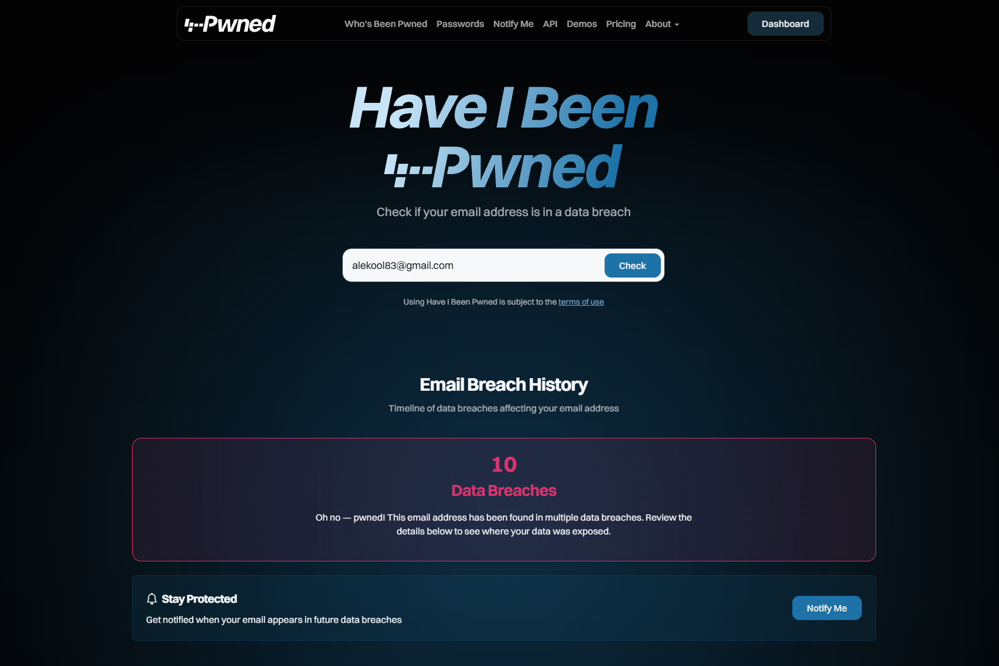 Pwned
Who's Been Pwned
Passwords
Notify Me
API
Demos
Pricing
About
Dashboard
Have I Been
Pwned
Check if your email address is in a data breach
alekool83@gmail.com
Check
Using Have I Been Pwned is subject to the terms of use
Email Breach History
Timeline of data breaches affecting your email address
10
Data Breaches
Oh no — pwned! This email address has been found in multiple data breaches. Review the
details below to see where your data was exposed.
Stay Protected
Get notified when your email appears in future data breaches
Notify Me